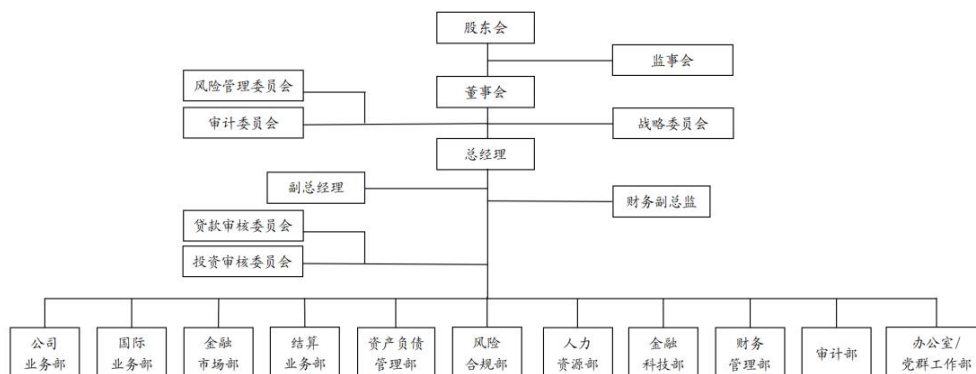 股东会
监事会
风险管理委员会
董事会
审计委员会
战略委员会
总经理
副总经理
财务副总监
贷款审核委员会
投资审核委员会
公司
业务部
国际
业务部
金融
市场部
结算
业务部
资产负债
管理部
风险
合规部
人力
资源部
金融
科技部
财务
管理部
审计部
办公室/
党群工作部